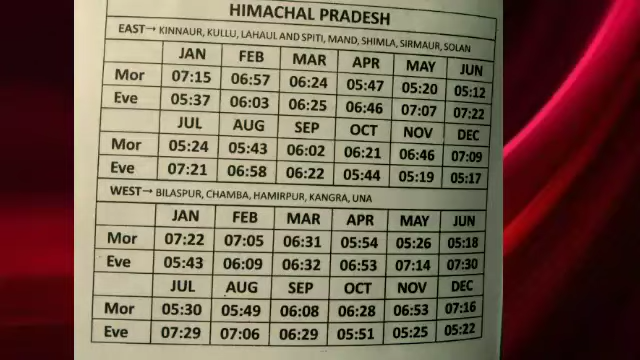 HIMACHAL PRADESH
EAST→ KINNAUR, KULLU, LAHAUL AND SPITI, MAND, SHIMLA, SIRMAUR, SOLAN
JAN FEB MAR APR MAY JUN
Mor 07:15 06:57 06:24 05:47 05:20 05:12
Eve 05:37 06:03 06:25 06:46 07:07 07:22
JUL AUG SEP OCT NOV DEC
Mor 05:24 05:43 06:02 06:21 06:46 07:09
Eve 07:21 06:58 06:22 05:44 05:19 05:17
WEST→ BILASPUR, CHAMBA, HAMIRPUR, KANGRA, UNA
JAN FEB MAR APR MAY JUN
Mor 07:22 07:05 06:31 05:54 05:26 05:18
Eve 05:43 06:09 06:32 06:53 07:14 07:30
JUL AUG SEP OCT NOV DEC
Mor 05:30 05:49 06:08 06:28 06:53 07:16
Eve 07:29 07:06 06:29 05:51 05:25 05:22